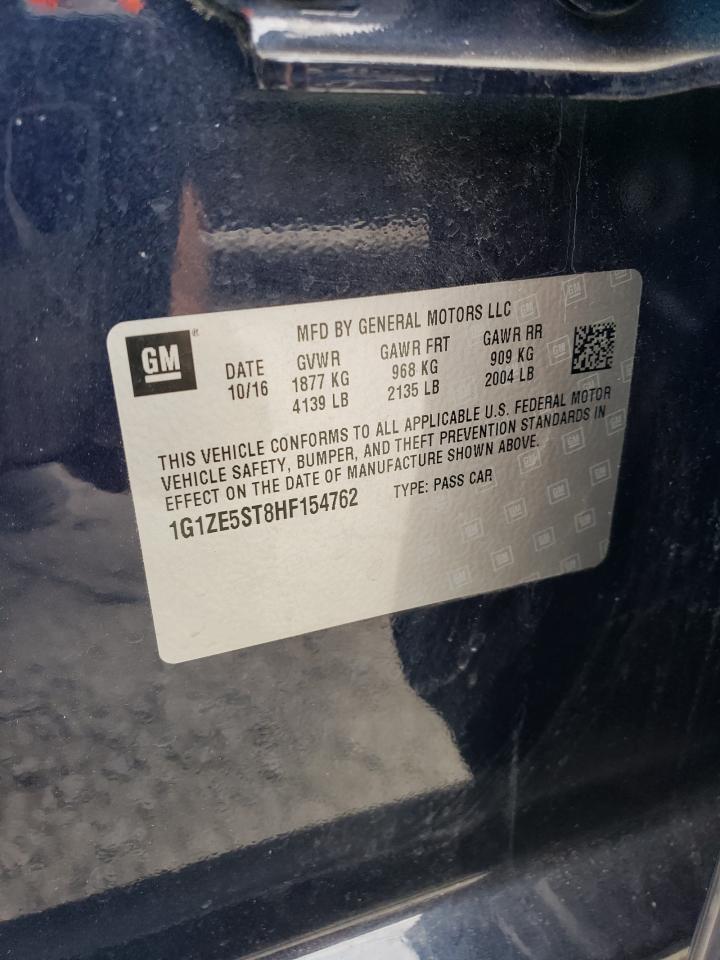 GM
MFD BY GENERAL MOTORS LLC
DATE GVWR GAWR FRT GAWR RR
10/16 1877 KG 968 KG 909 KG
4139 LB 2135 LB 2004 LB
THIS VEHICLE CONFORMS TO ALL APPLICABLE U.S. FEDERAL MOTOR
VEHICLE SAFETY, BUMPER, AND THEFT PREVENTION STANDARDS IN
EFFECT ON THE DATE OF MANUFACTURE SHOWN ABOVE.
1G1ZE5ST8HF154762 TYPE: PASS CAR